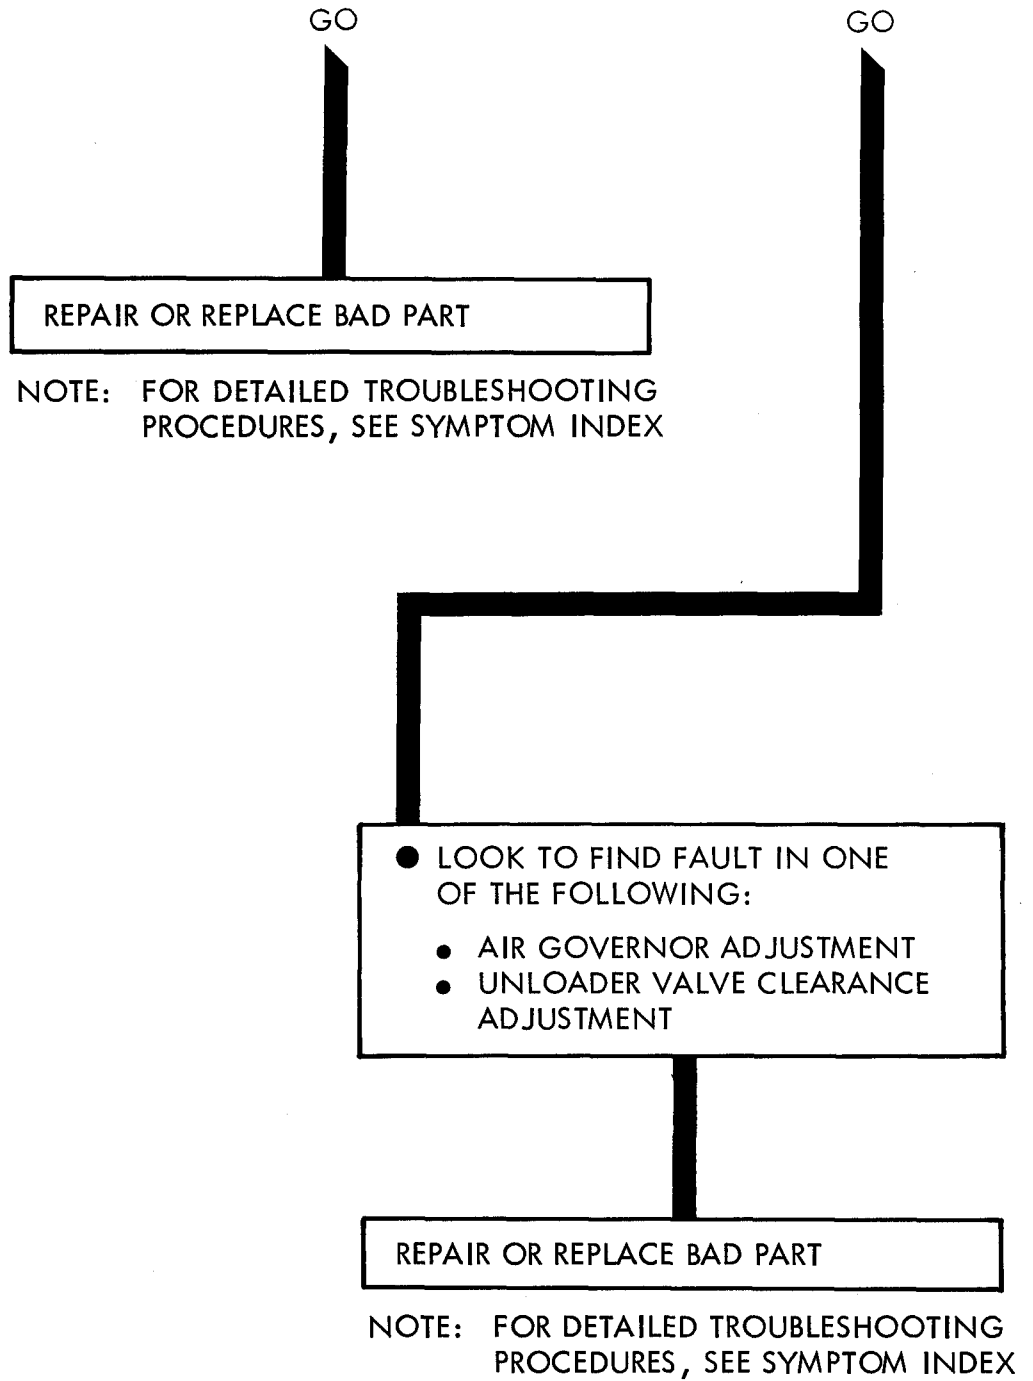 GO
GO
REPAIR OR REPLACE BAD PART
NOTE: FOR DETAILED TROUBLESHOOTING
PROCEDURES, SEE SYMPTOM INDEX
● LOOK TO FIND FAULT IN ONE
OF THE FOLLOWING:
● AIR GOVERNOR ADJUSTMENT
● UNLOADER VALVE CLEARANCE
ADJUSTMENT
REPAIR OR REPLACE BAD PART
NOTE: FOR DETAILED TROUBLESHOOTING
PROCEDURES, SEE SYMPTOM INDEX